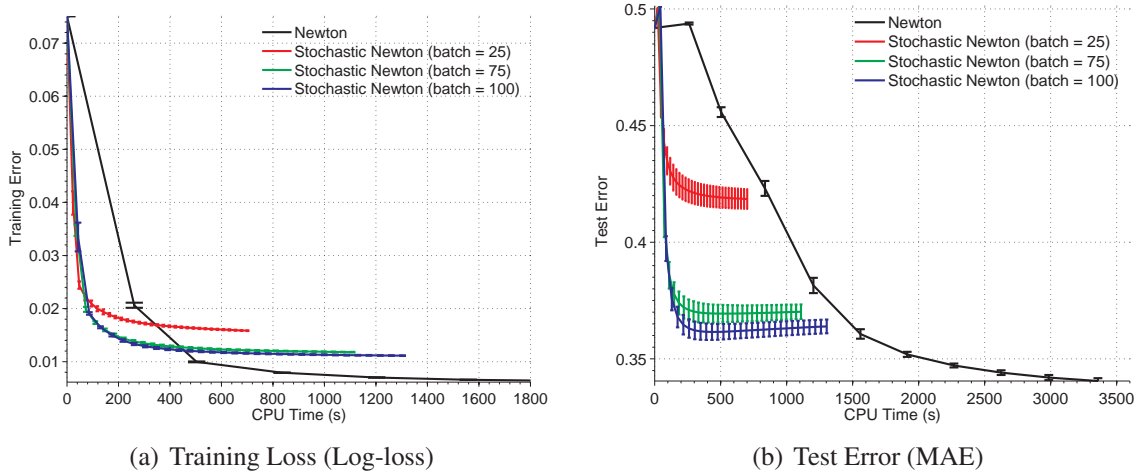 Newton
Stochastic Newton (batch = 25)
Stochastic Newton (batch = 75)
Stochastic Newton (batch = 100)
Training Error
0.07
0.06
0.05
0.04
0.03
0.02
0.01
0 200 400 600 800 1000 1200 1400 1600 1800
CPU Time (s)
(a) Training Loss (Log-loss)
Newton
Stochastic Newton (batch = 25)
Stochastic Newton (batch = 75)
Stochastic Newton (batch = 100)
Test Error
0.5
0.45
0.4
0.35
0 500 1000 1500 2000 2500 3000 3500
CPU Time (s)
(b) Test Error (MAE)